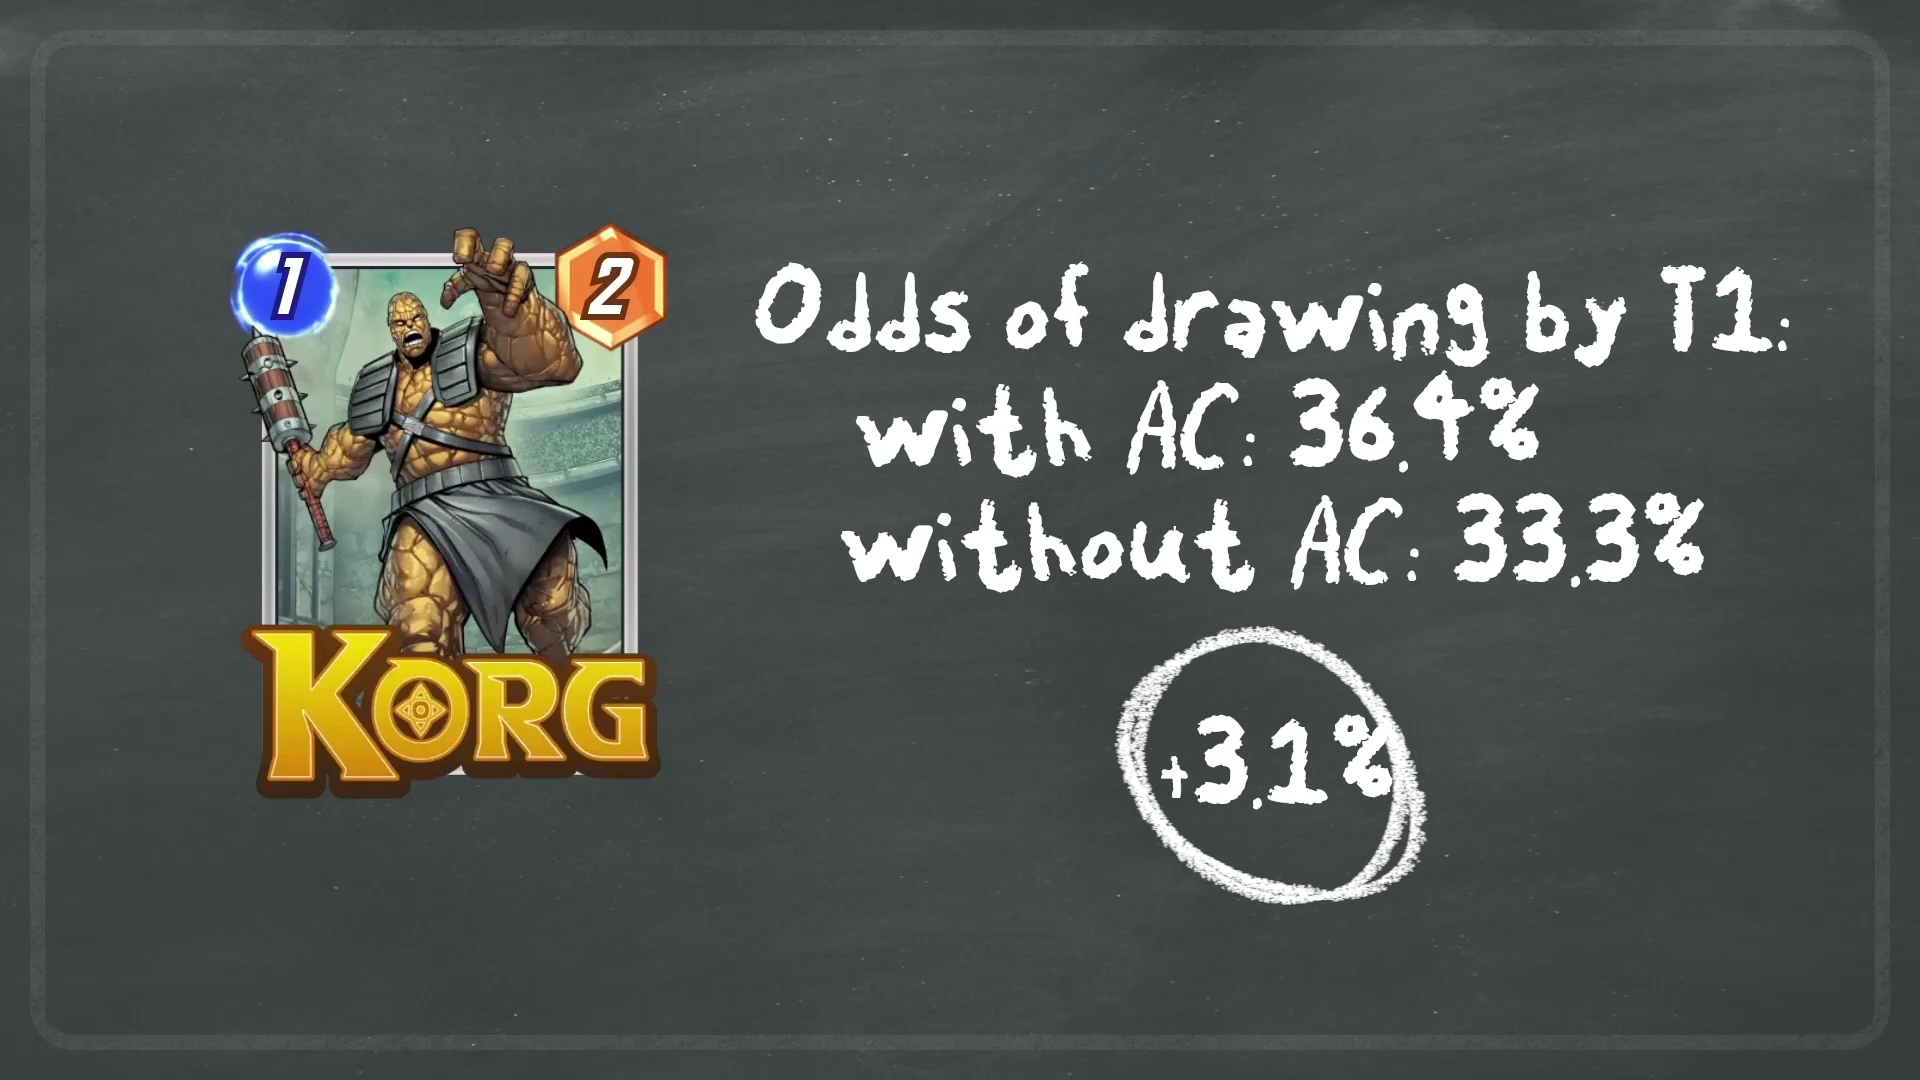 1
2
KORG
Odds of drawing by T1:
with AC: 36.4%
without AC: 33.3%
+3.1%